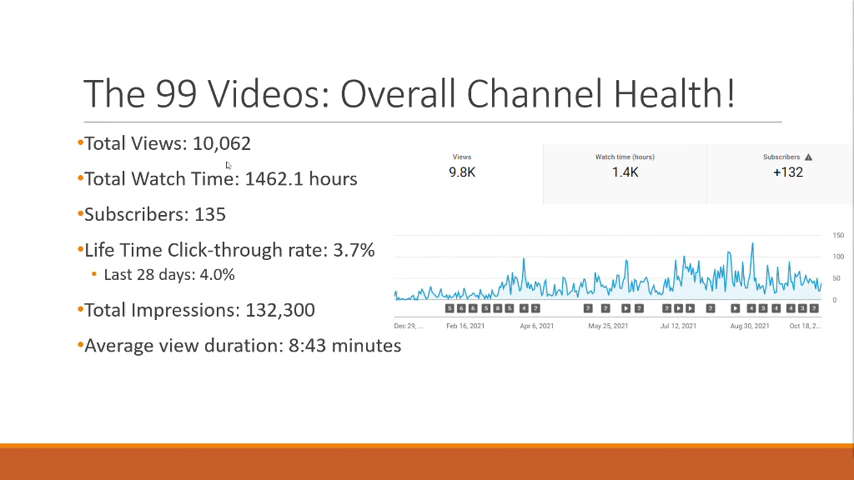 The 99 Videos: Overall Channel Health!
•Total Views: 10,062
•Total Watch Time: 1462.1 hours
•Subscribers: 135
•Life Time Click-through rate: 3.7%
• Last 28 days: 4.0%
•Total Impressions: 132,300
•Average view duration: 8:43 minutes
Views
9.8K
Watch time (hours)
1.4K
Subscribers
+132
150
100
50
0
Dec 29, ...
Feb 16, 2021
Apr 6, 2021
May 25, 2021
Jul 12, 2021
Aug 30, 2021
Oct 18, 2...